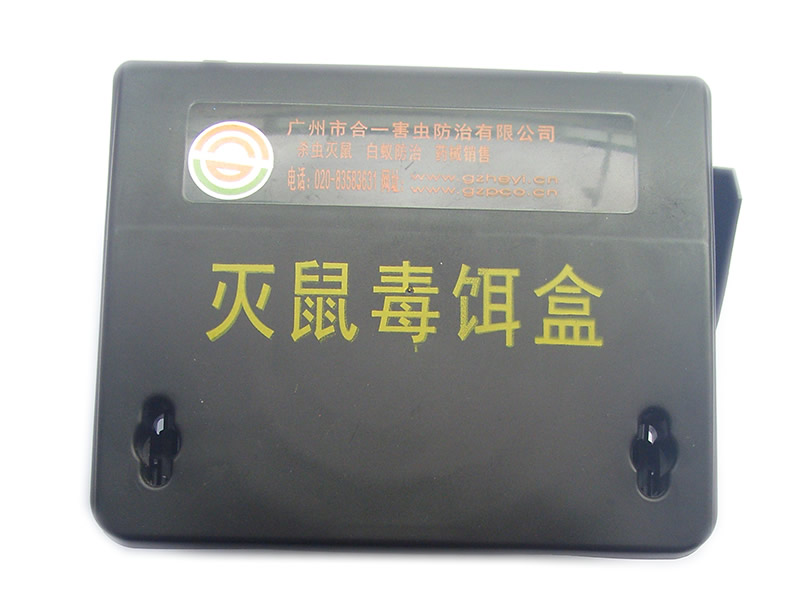 广州市合一害虫防治有限公司
杀虫灭鼠 白蚁防治 药械销售
电话:020-83583631 网址:www.gzheyi.cn
www.gzpco.cn
灭鼠毒饵盒